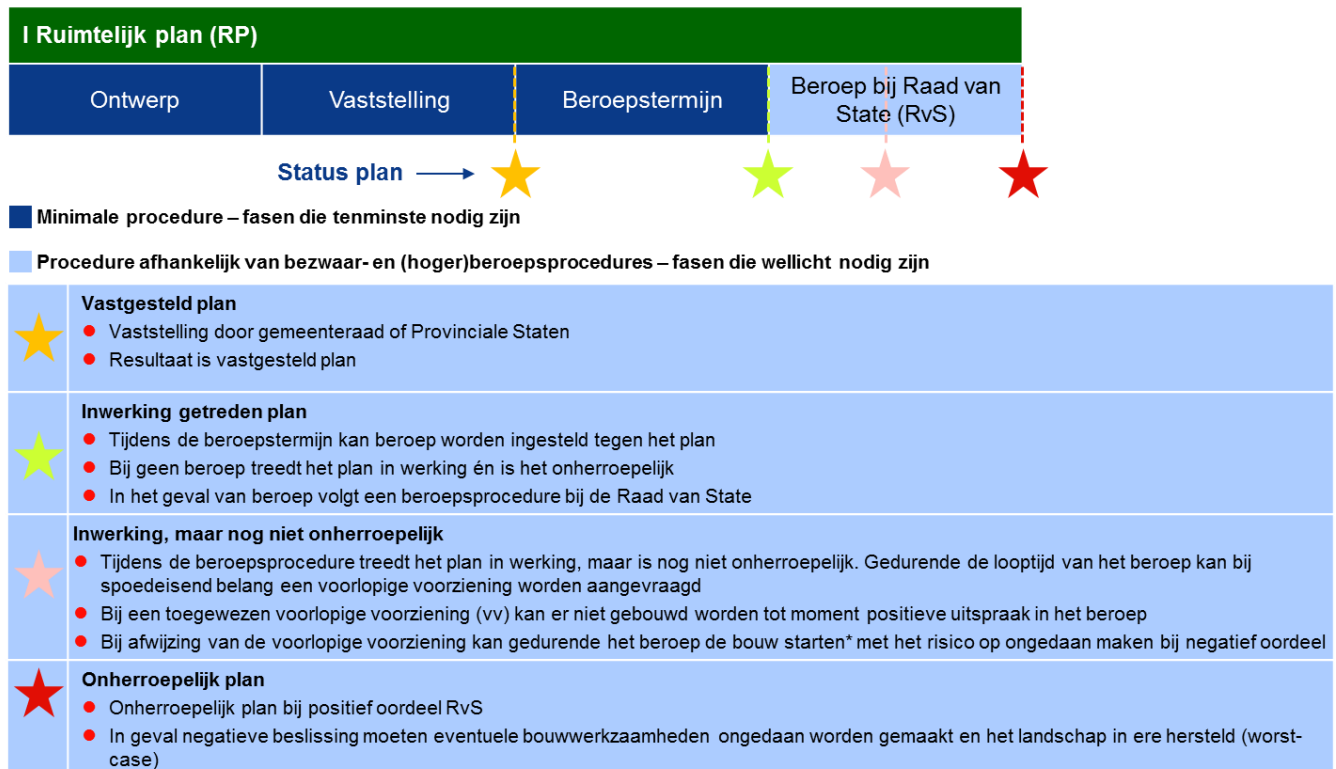 I Ruimtelijk plan (RP)
Ontwerp
Vaststelling
Beroepstermijn
Beroep bij Raad van
State (RvS)
Status plan
Minimale procedure – fasen die tenminste nodig zijn
Procedure afhankelijk van bezwaar- en (hoger)beroepsprocedures – fasen die wellicht nodig zijn
Vastgesteld plan
Vaststelling door gemeenteraad of Provinciale Staten
Resultaat is vastgesteld plan
Inwerking getreden plan
Tijdens de beroepstermijn kan beroep worden ingesteld tegen het plan
Bij geen beroep treedt het plan in werking én is het onherroepelijk
In het geval van beroep volgt een beroepsprocedure bij de Raad van State
Inwerking, maar nog niet onherroepelijk
Tijdens de beroepsprocedure treedt het plan in werking, maar is nog niet onherroepelijk. Gedurende de looptijd van het beroep kan bij
spoedeisend belang een voorlopige voorziening worden aangevraagd
Bij een toegewezen voorlopige voorziening (vv) kan er niet gebouwd worden tot moment positieve uitspraak in het beroep
Bij afwijzing van de voorlopige voorziening kan gedurende het beroep de bouw starten* met het risico op ongedaan maken bij negatief oordeel
Onherroepelijk plan
Onherroepelijk plan bij positief oordeel RvS
In geval negatieve beslissing moeten eventuele bouwwerkzaamheden ongedaan worden gemaakt en het landschap in ere hersteld (worst-
case)